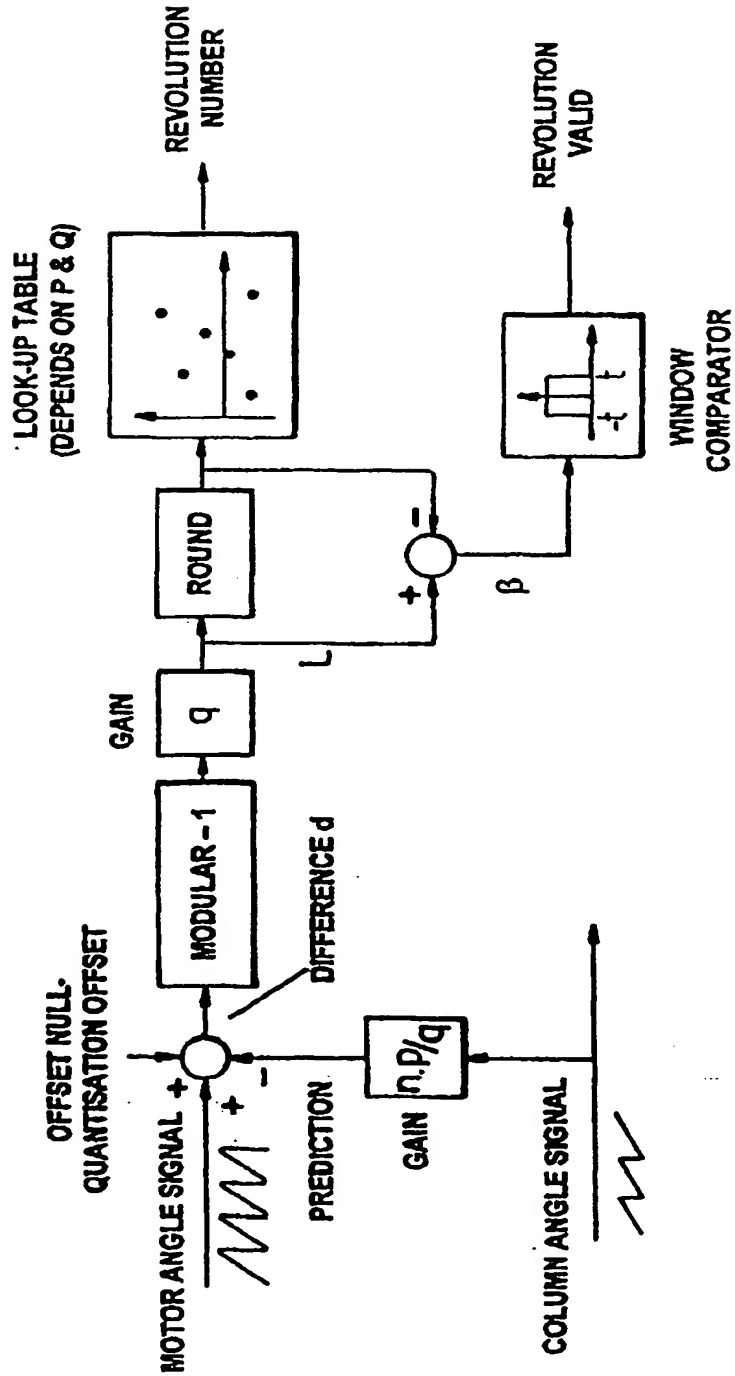 OFFSET NULL-
QUANTISATION OFFSET
MOTOR ANGLE SIGNAL
+
+
-
PREDICTION
GAIN
n.p/q
COLUMN ANGLE SIGNAL
DIFFERENCE d
MODULAR-1
GAIN
q
L
ROUND
+
-
β
LOOK-UP TABLE
(DEPENDS ON P & Q)
REVOLUTION
NUMBER
-t
t
WINDOW
COMPARATOR
REVOLUTION
VALID